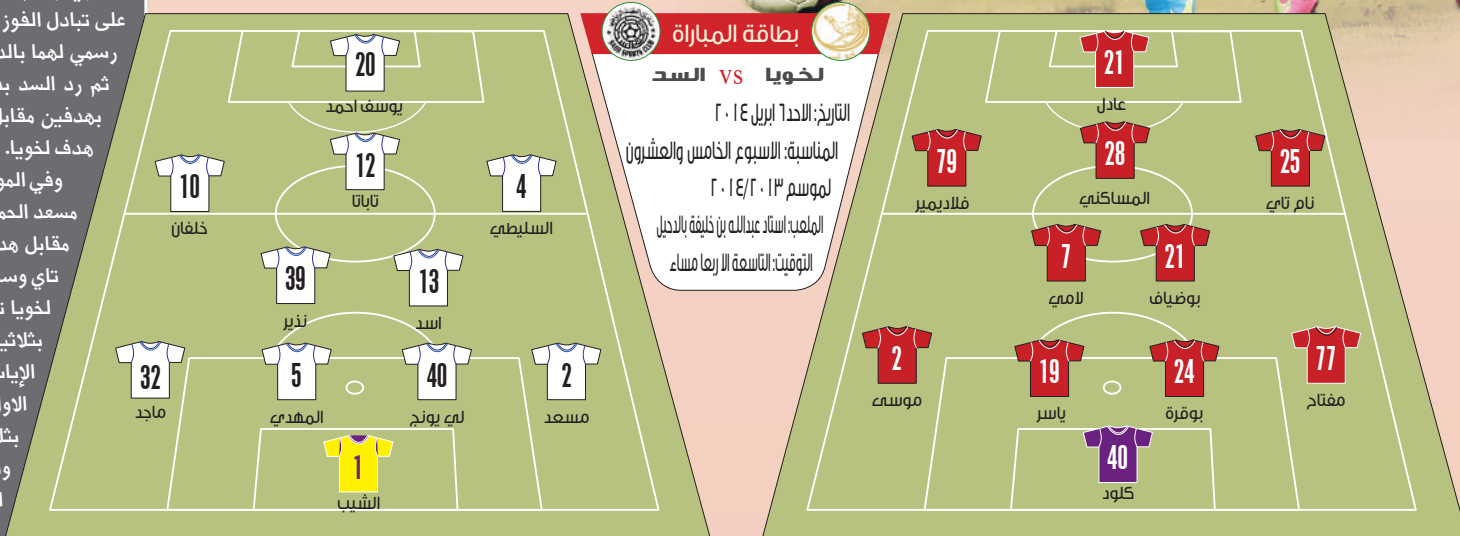 بطاقة المباراة
لخويا vs السد
التاريخ: الاحد ٦ ابريل ٢٠١٤
المناسبة: الاسبوع الخامس والعشرون
لموسم ٢٠١٤/٢٠١٣
الملعب: استاد عبدالله بن خليفة بالدحيل
التوقيت: التاسعة الا ربعا مساء
21
عادل
25
نام تاي
28
المساكني
79
فلاديمير
21
بوضياف
7
لامي
77
مفتاح
24
بوقرة
19
ياسر
2
موسى
40
كلود
20
يوسف احمد
4
السليطي
12
تاباتا
10
خلفان
13
اسد
39
نذير
2
مسعد
40
لي يونج
5
المهدي
32
ماجد
1
الشيب
على تبادل الفوز
رسمي لهما بالد
ثم رد السد بد
بهدفين مقابل
هدف لخويا.
وفي المو
مسعد الحم
مقابل هد
تاي وس
لخويا ن
بثلاثي
الإيا
الاو
بثل
و
ا